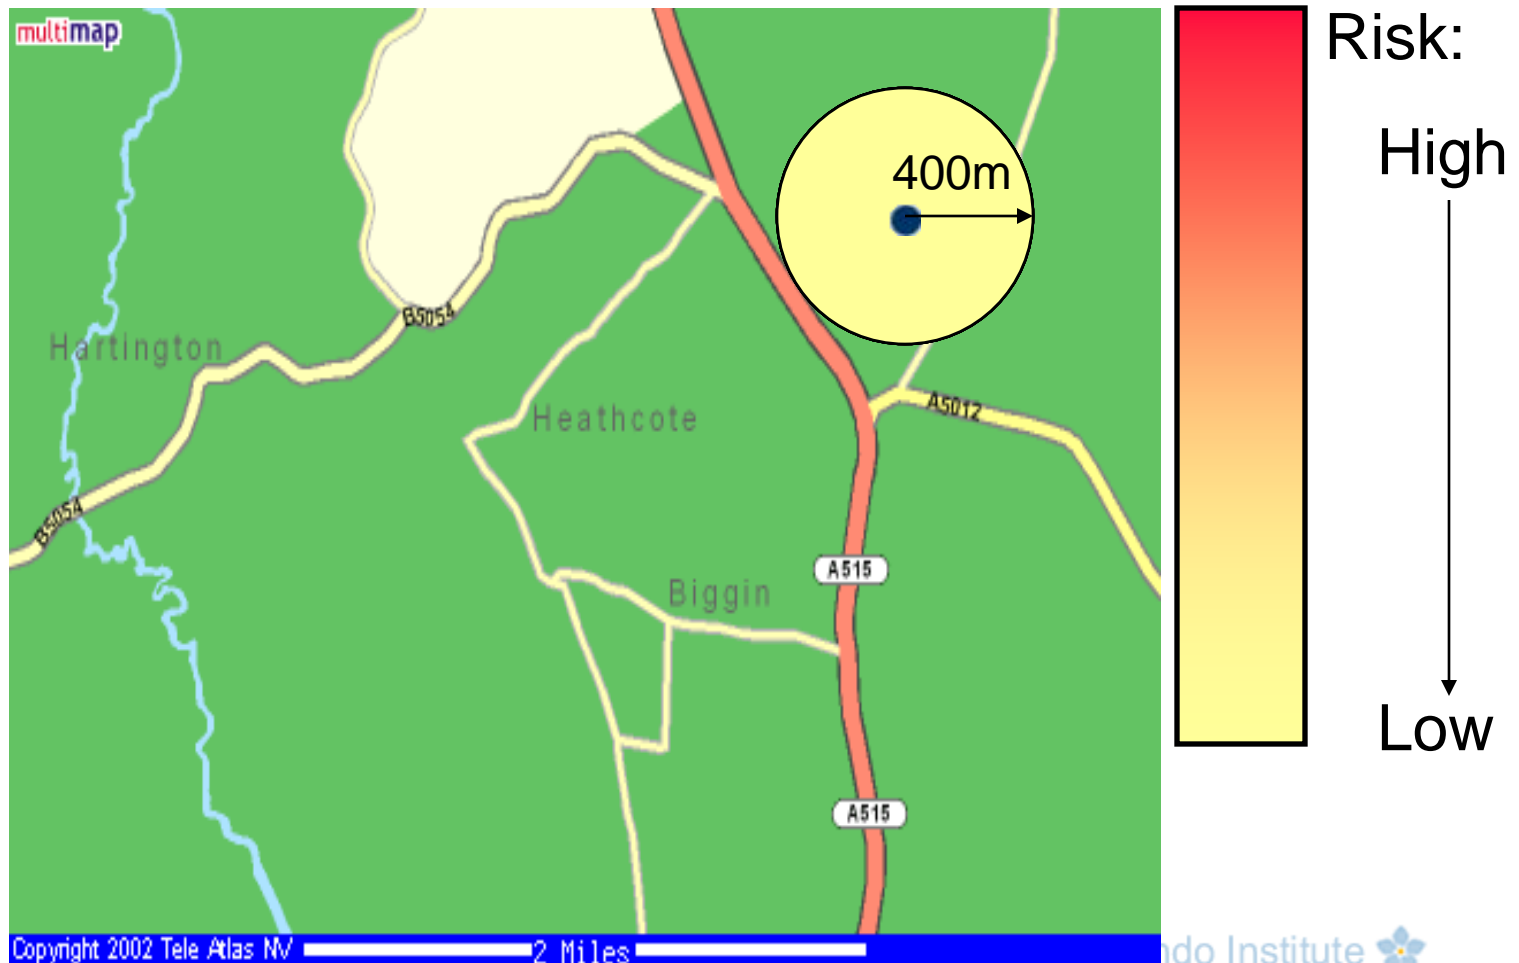 multimap
Risk:
High
400m
B5054
Hartington
A5012
Heathcote
B5054
A515
Biggin
Low
A515
Copyright 2002 Tele Atlas NV
2 Miles
Institute